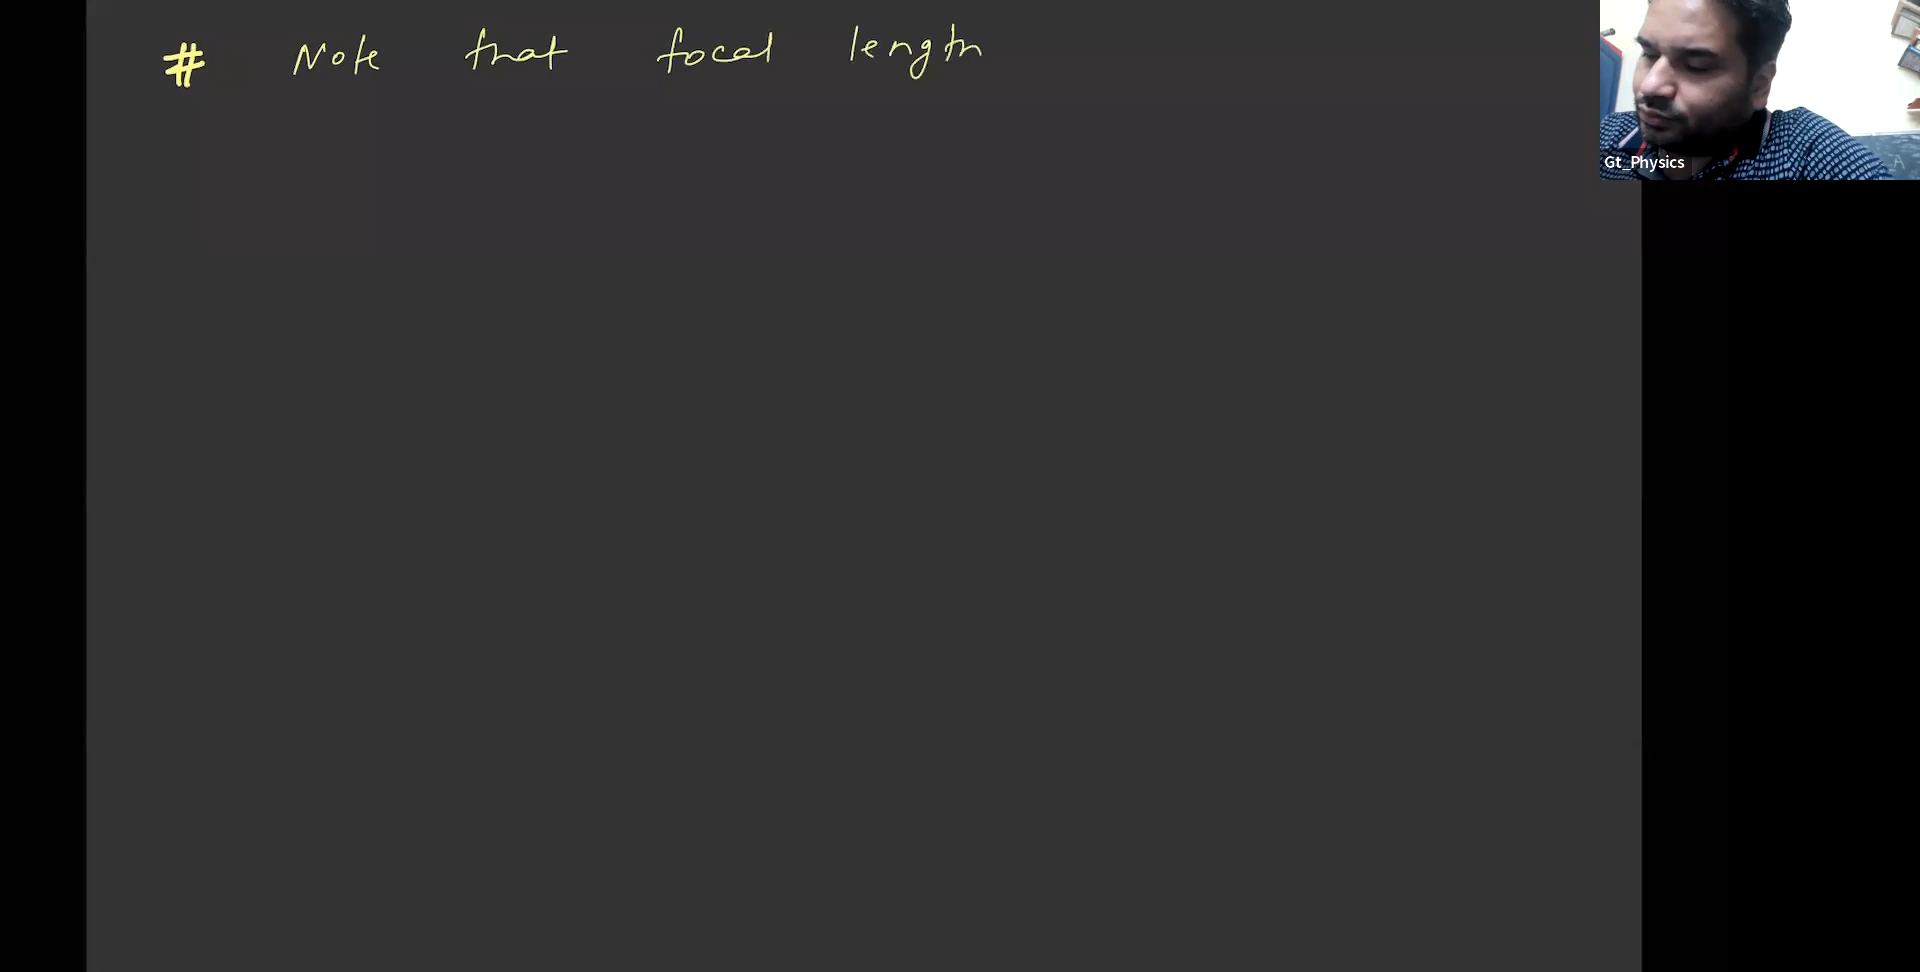 # Note that focal length
Gt_Physics